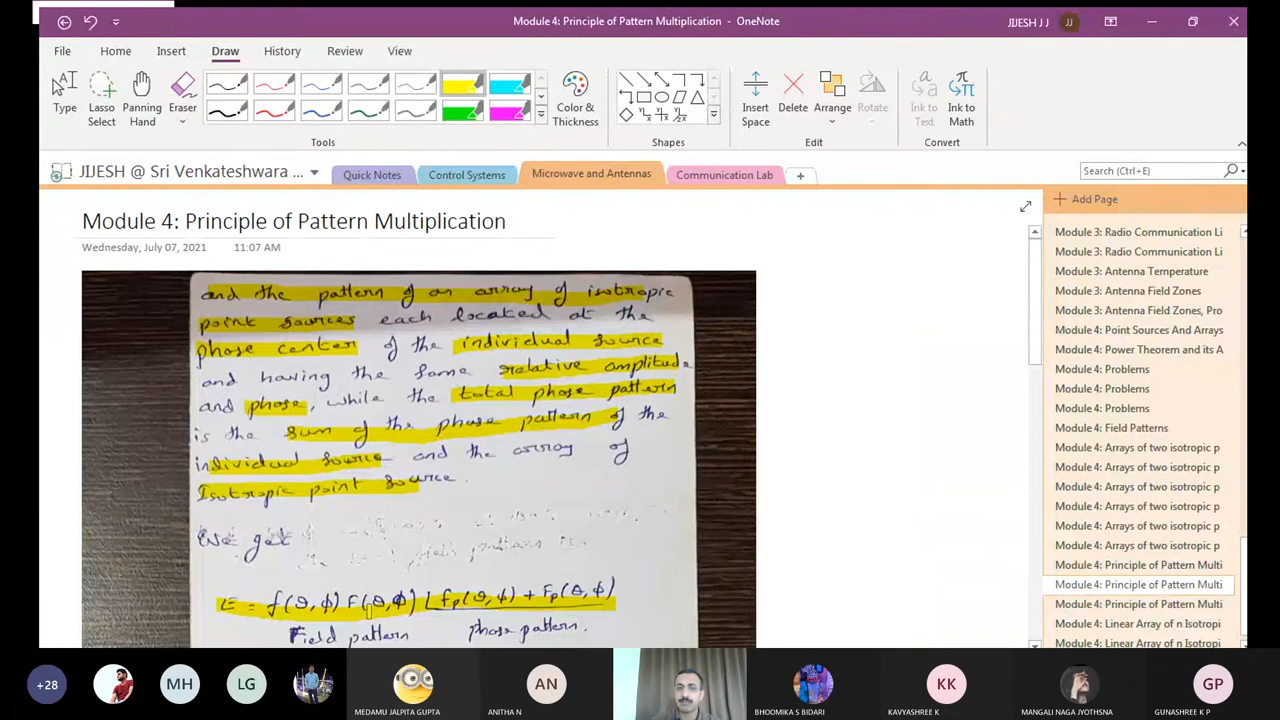 Module 4: Principle of Pattern Multiplication - OneNote
JIJESH J J
JJ
File
Home
Insert
Draw
History
Review
View
Type
Lasso Select
Panning Hand
Eraser
Color & Thickness
Insert Space
Delete
Arrange
Rotate
Ink to Text
Ink to Math
Tools
Shapes
Edit
Convert
JIJESH @ Sri Venkateshwara ...
Quick Notes
Control Systems
Microwave and Antennas
Communication Lab
Search (Ctrl+E)
Module 4: Principle of Pattern Multiplication
Wednesday, July 07, 2021
11:07 AM
and the pattern of an array of isotropic
point sources each located at the
phase center of the individual source
and having the same relative amplitude
and phase, while the total phase pattern
is the sum of the phase pattern of the
individual source and the array of
Isotropic point source.
We get
E = f(θ,φ) F(θ,φ) ∠ fp(θ,φ) + Fp(θ,φ)
Field pattern phase pattern.
Add Page
Module 3: Radio Communication Li
Module 3: Radio Communication Li
Module 3: Antenna Temperature
Module 3: Antenna Field Zones
Module 3: Antenna Field Zones, Pro
Module 4: Point Sources And Arrays
Module 4: Power Theorem and its A
Module 4: Problems
Module 4: Problems
Module 4: Problems
Module 4: Field Patterns
Module 4: Arrays of two isotropic p
Module 4: Arrays of two isotropic p
Module 4: Arrays of two isotropic p
Module 4: Arrays of two isotropic p
Module 4: Arrays of two isotropic p
Module 4: Arrays of two isotropic p
Module 4: Principle of Pattern Multi
Module 4: Principle of Pattern Multi
Module 4: Principle of Pattern Multi
Module 4: Linear Array of n Isotropi
Module 4: Linear Array of n Isotropi
+28
MH
LG
MEDAMU JALPITA GUPTA
AN
ANITHA N
BHOOMIKA S BIDARI
KK
KAVYASHREE K
MANGALI NAGA JYOTHSNA
GP
GUNASHREE K P